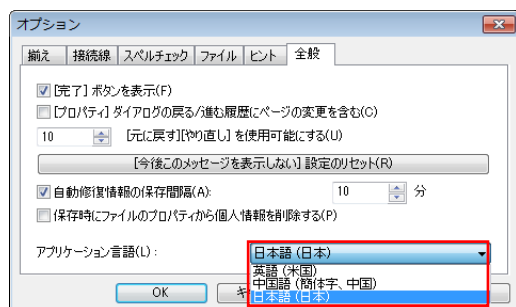 オプション
揃え 接続線 スペルチェック ファイル ヒント 全般
[完了] ボタンを表示(F)
[プロパティ] ダイアログの戻る/進む履歴にページの変更を含む(C)
10 [元に戻す][やり直し] を使用可能にする(U)
[今後このメッセージを表示しない] 設定のリセット(R)
自動修復情報の保存間隔(A): 10 分
保存時にファイルのプロパティから個人情報を削除する(P)
アプリケーション言語(L) : 日本語 (日本)
英語 (米国)
中国語 (簡体字、中国)
日本語 (日本)
OK キ